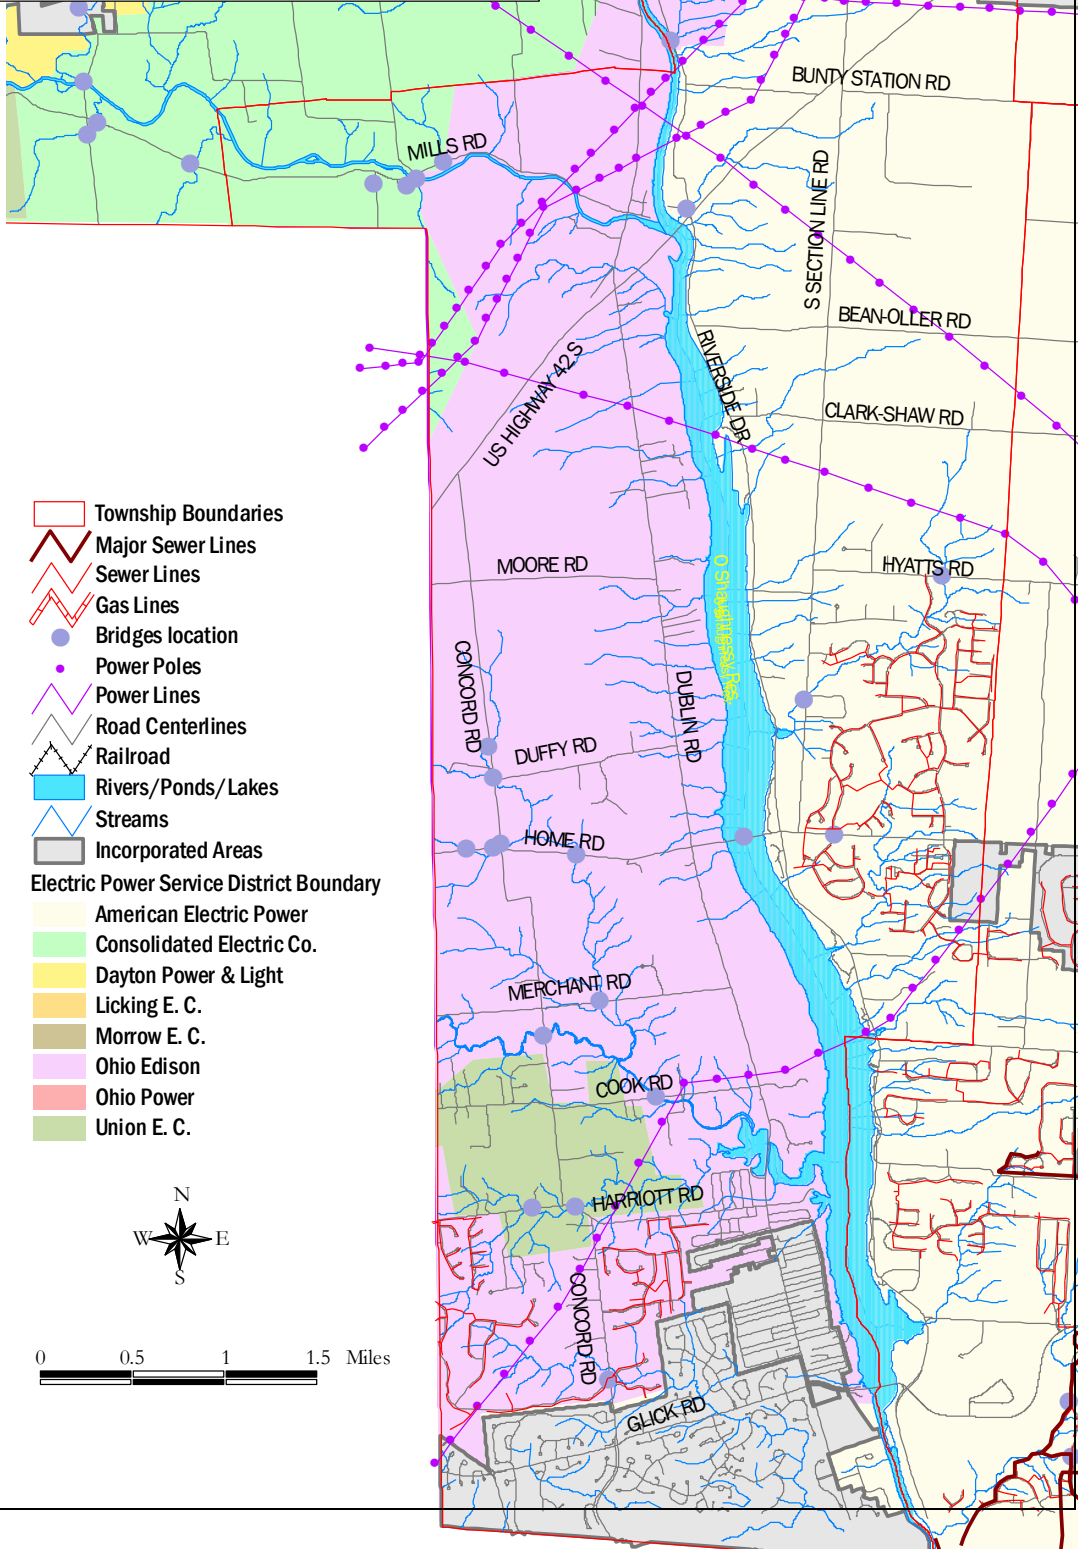 BUNTY STATION RD
MILLS RD
S SECTION LINE RD
BEAN-OLLER RD
RIVERSIDE DR
US HIGHWAY 42 S
CLARK-SHAW RD
MOORE RD
HYATTS RD
CONCORD RD
DUBLIN RD
DUFFY RD
HOME RD
MERCHANT RD
COOK RD
HARRIOTT RD
CONCORD RD
GLICK RD
Township Boundaries
Major Sewer Lines
Sewer Lines
Gas Lines
Bridges location
Power Poles
Power Lines
Road Centerlines
Railroad
Rivers/Ponds/Lakes
Streams
Incorporated Areas
Electric Power Service District Boundary
American Electric Power
Consolidated Electric Co.
Dayton Power & Light
Licking E. C.
Morrow E. C.
Ohio Edison
Ohio Power
Union E. C.
N
W E
S
0 0.5 1 1.5 Miles